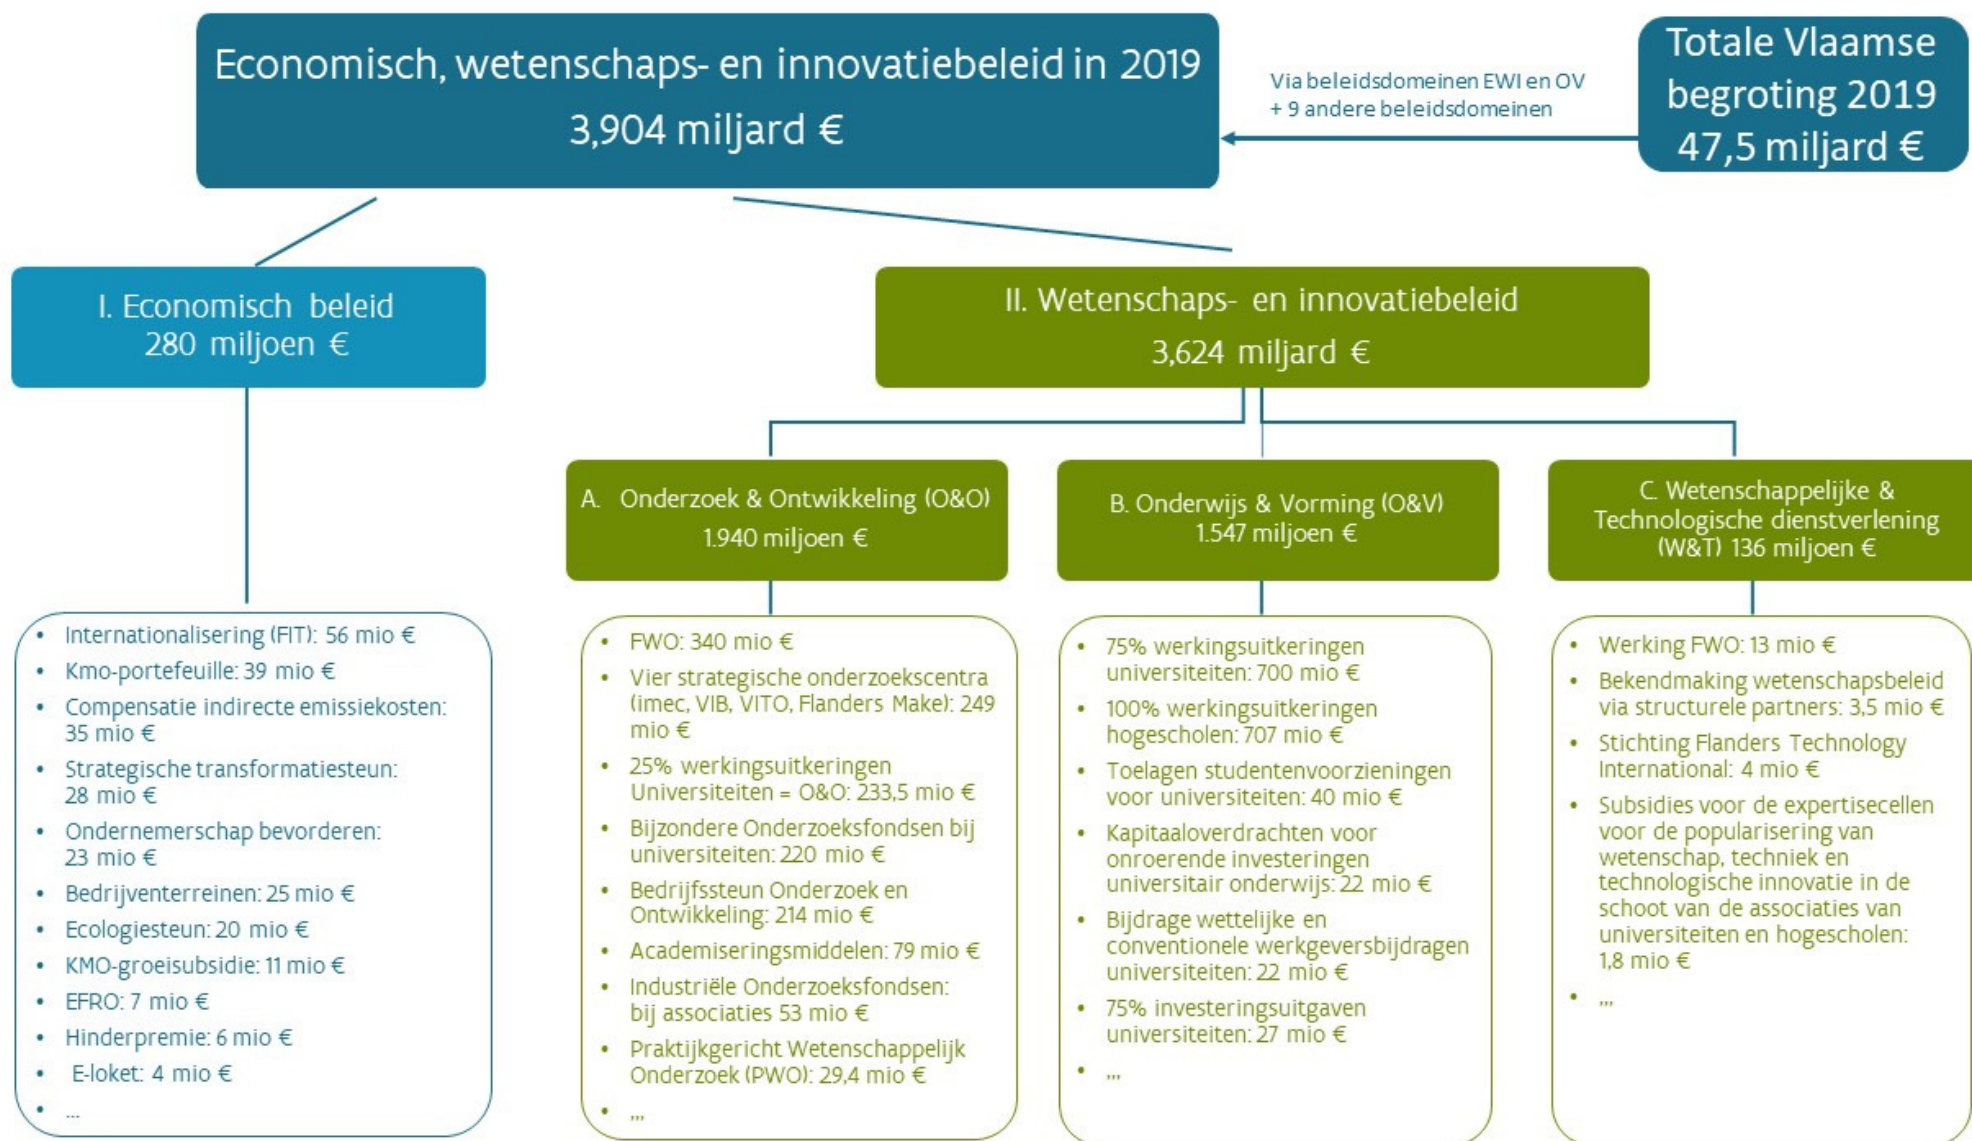 Economisch, wetenschaps- en innovatiebeleid in 2019
3,904 miljard €
Via beleidsdomeinen EWI en OV
+ 9 andere beleidsdomeinen
Totale Vlaamse
begroting 2019
47,5 miljard €
I. Economisch beleid
280 miljoen €
II. Wetenschaps- en innovatiebeleid
3,624 miljard €
A. Onderzoek & Ontwikkeling (O&O)
1.940 miljoen €
B. Onderwijs & Vorming (O&V)
1.547 miljoen €
C. Wetenschappelijke &
Technologische dienstverlening
(W&T) 136 miljoen €
• Internationalisering (FIT): 56 mio €
• Kmo-portefeuille: 39 mio €
• Compensatie indirecte emissiekosten:
35 mio €
• Strategische transformatiesteun:
28 mio €
• Ondernemerschap bevorderen:
23 mio €
• Bedrijventerreinen: 25 mio €
• Ecologiesteun: 20 mio €
• KMO-groeisubsidie: 11 mio €
• EFRO: 7 mio €
• Hinderpremie: 6 mio €
• E-loket: 4 mio €
• ...
• FWO: 340 mio €
• Vier strategische onderzoekscentra
(imec, VIB, VITO, Flanders Make): 249
mio €
• 25% werkingsuitkeringen
Universiteiten = O&O: 233,5 mio €
• Bijzondere Onderzoeksfondsen bij
universiteiten: 220 mio €
• Bedrijfssteun Onderzoek en
Ontwikkeling: 214 mio €
• Academiseringsmiddelen: 79 mio €
• Industriële Onderzoeksfondsen:
bij associaties 53 mio €
• Praktijkgericht Wetenschappelijk
Onderzoek (PWO): 29,4 mio €
• ,,,
• 75% werkingsuitkeringen
universiteiten: 700 mio €
• 100% werkingsuitkeringen
hogescholen: 707 mio €
• Toelagen studentenvoorzieningen
voor universiteiten: 40 mio €
• Kapitaaloverdrachten voor
onroerende investeringen
universitair onderwijs: 22 mio €
• Bijdrage wettelijke en
conventionele werkgeversbijdragen
universiteiten: 22 mio €
• 75% investeringsuitgaven
universiteiten: 27 mio €
• ,,,
• Werking FWO: 13 mio €
• Bekendmaking wetenschapsbeleid
via structurele partners: 3,5 mio €
• Stichting Flanders Technology
International: 4 mio €
• Subsidies voor de expertisecellen
voor de popularisering van
wetenschap, techniek en
technologische innovatie in de
schoot van de associaties van
universiteiten en hogescholen:
1,8 mio €
• ,,,